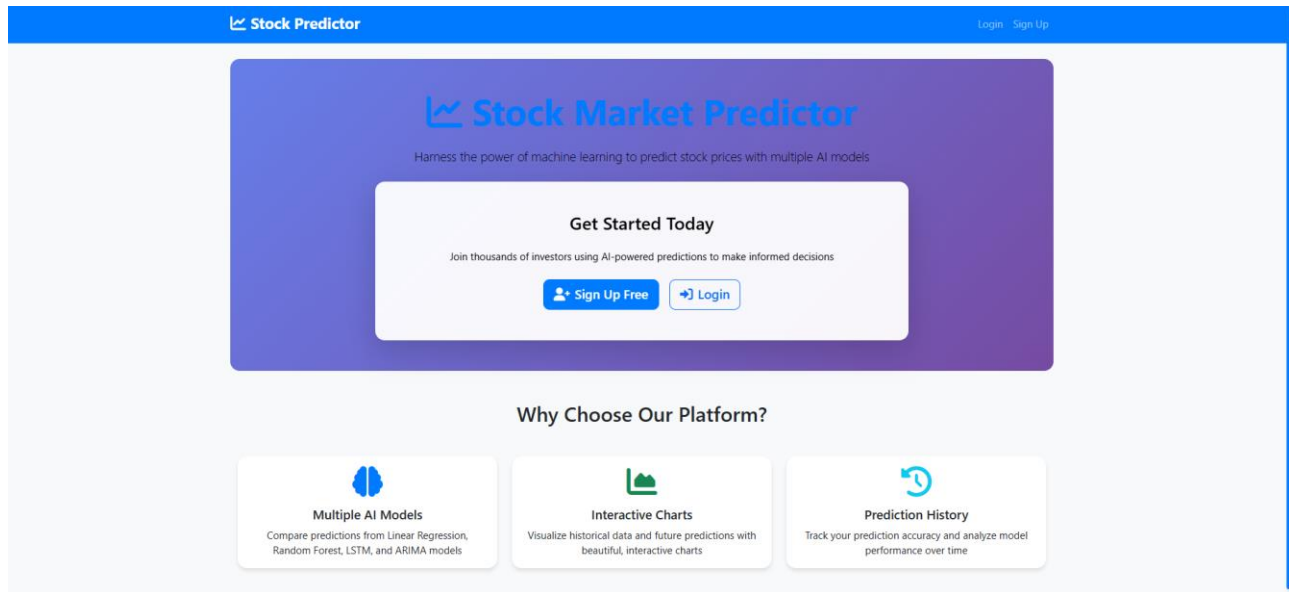 Stock Predictor
Login Sign Up
Stock Market Predictor
Harness the power of machine learning to predict stock prices with multiple AI models
Get Started Today
Join thousands of investors using AI-powered predictions to make informed decisions
Sign Up Free
Login
Why Choose Our Platform?
Multiple AI Models
Compare predictions from Linear Regression,
Random Forest, LSTM, and ARIMA models
Interactive Charts
Visualize historical data and future predictions with
beautiful, interactive charts
Prediction History
Track your prediction accuracy and analyze model
performance over time